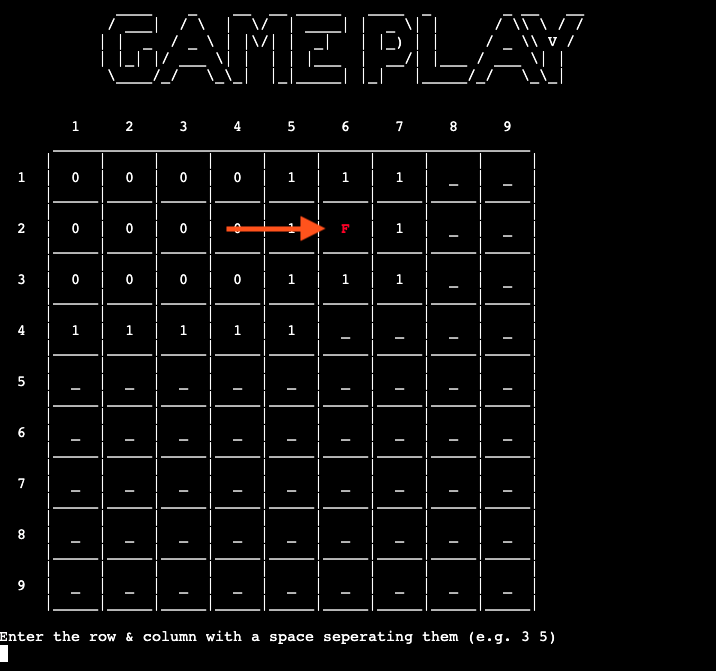 GAME PLAY
1 2 3 4 5 6 7 8 9
1 0 0 0 0 1 1 1 _ _
2 0 0 0 0 1 F 1 _ _
3 0 0 0 0 1 1 1 _ _
4 1 1 1 1 1 _ _ _ _
5 _ _ _ _ _ _ _ _ _
6 _ _ _ _ _ _ _ _ _
7 _ _ _ _ _ _ _ _ _
8 _ _ _ _ _ _ _ _ _
9 _ _ _ _ _ _ _ _ _
Enter the row & column with a space seperating them (e.g. 3 5)